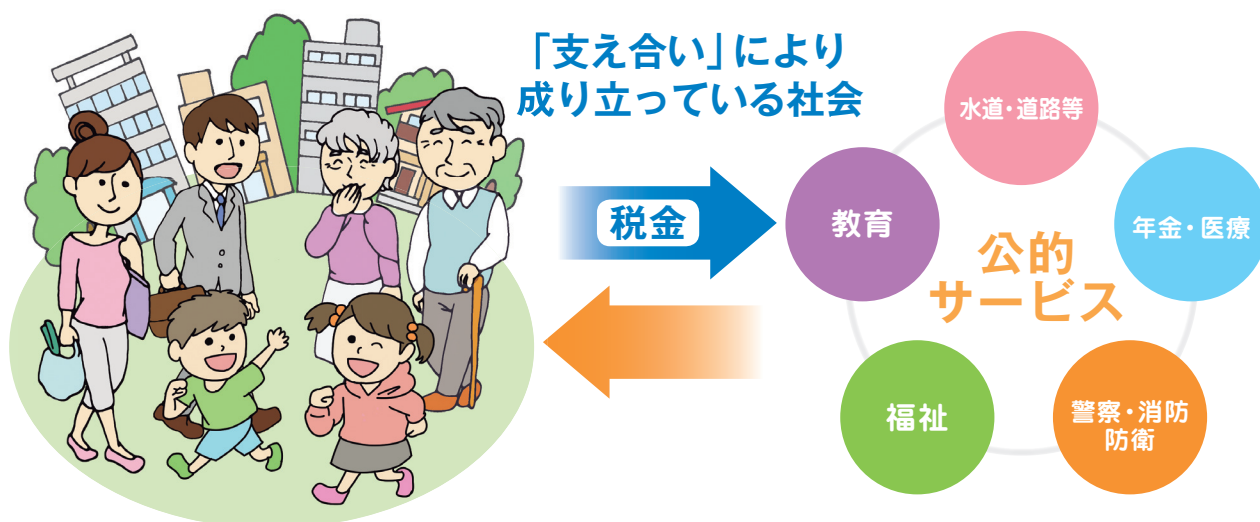 「支え合い」により
成り立っている社会
税金
水道・道路等
教育
年金・医療
公的
サービス
福祉
警察・消防
防衛